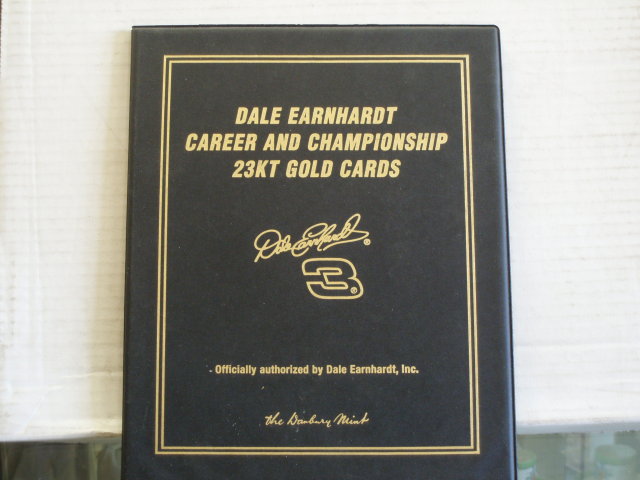 DALE EARNHARDT
CAREER AND CHAMPIONSHIP
23KT GOLD CARDS
Dale Earnhardt®
3®
Officially authorized by Dale Earnhardt, Inc.
The Danbury Mint